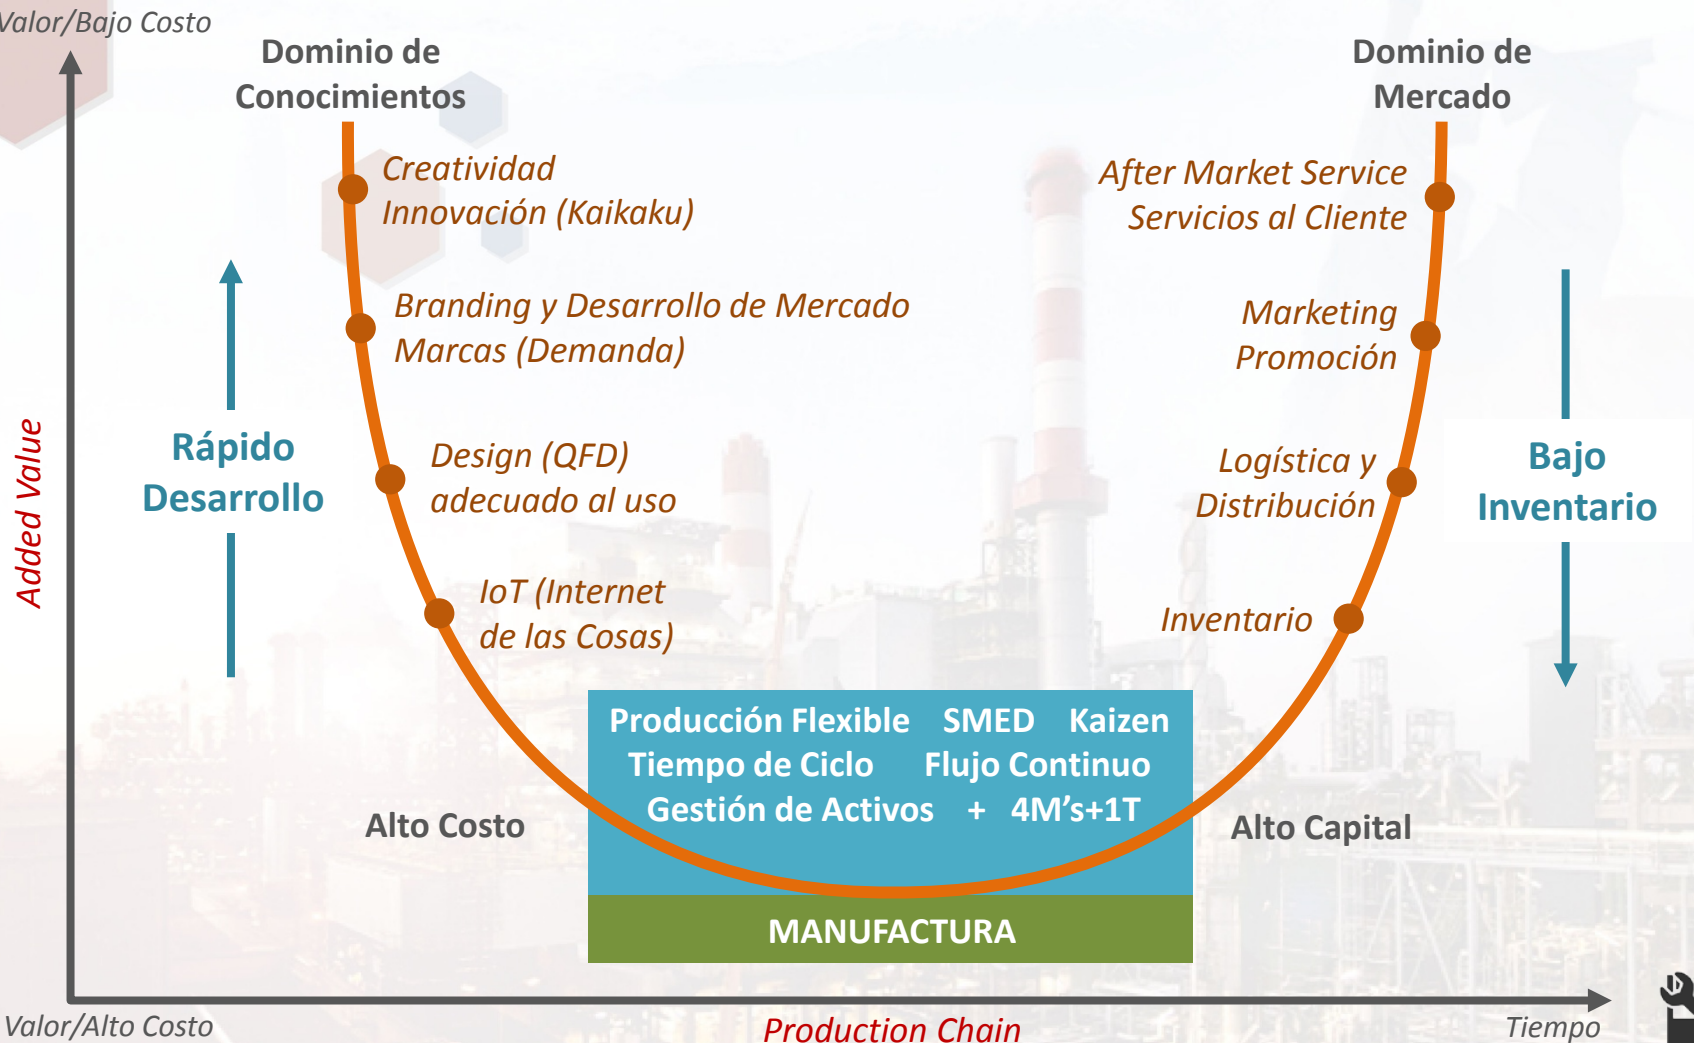 Valor/Bajo Costo
Dominio de
Conocimientos
Dominio de
Mercado
Creatividad
Innovación (Kaikaku)
After Market Service
Servicios al Cliente
Branding y Desarrollo de Mercado
Marcas (Demanda)
Marketing
Promoción
Rápido
Desarrollo
Design (QFD)
adecuado al uso
Logística y
Distribución
Bajo
Inventario
Added Value
IoT (Internet
de las Cosas)
Inventario
Producción Flexible SMED Kaizen
Tiempo de Ciclo Flujo Continuo
Gestión de Activos + 4M's+1T
Alto Costo
Alto Capital
MANUFACTURA
Valor/Alto Costo
Production Chain
Tiempo